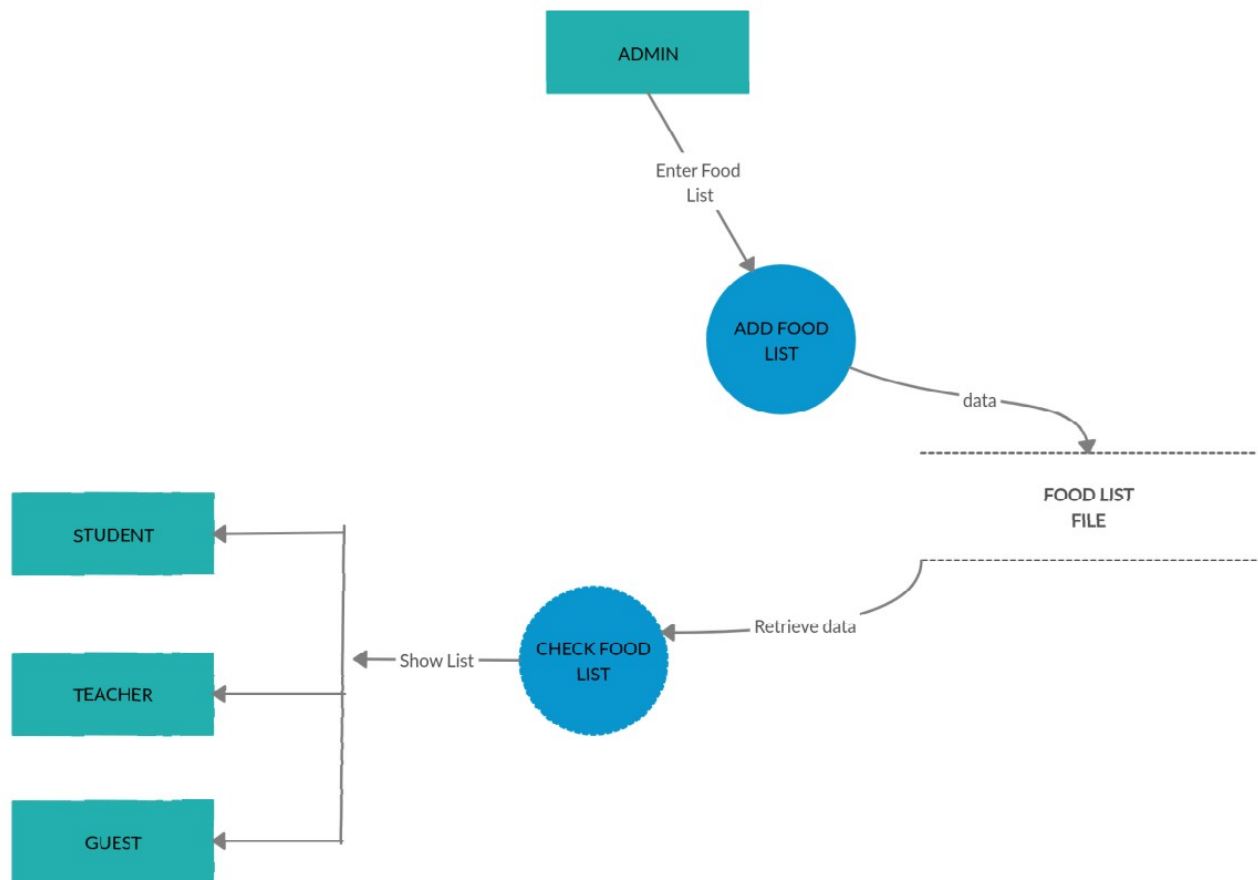 ADMIN
Enter Food
List
ADD FOOD
LIST
data
FOOD LIST
FILE
STUDENT
Retrieve data
CHECK FOOD
LIST
Show List
TEACHER
GUEST